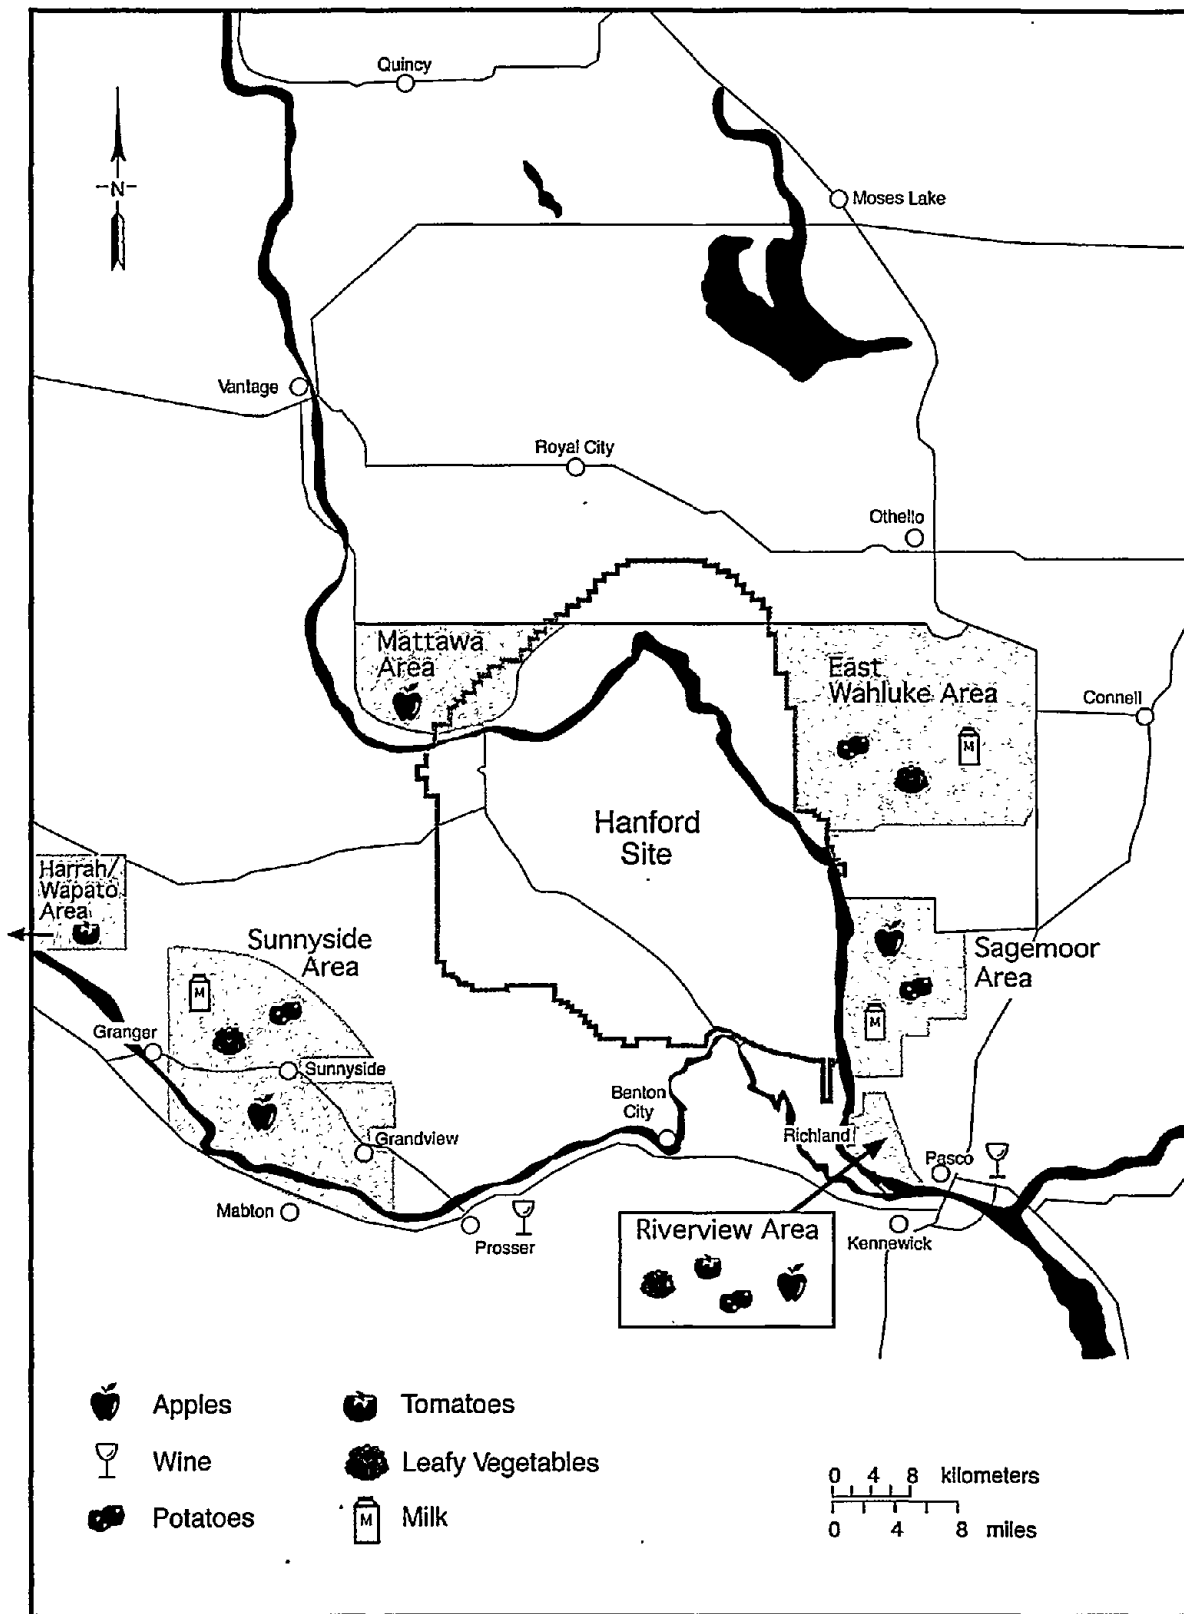 Quincy
N
Moses Lake
Vantage
Royal City
Othello
Mattawa
Area
East
Wahluke Area
Connell
M
Hanford
Site
Harrah/
Wapato
Area
Sunnyside
Area
Sagemoor
Area
M
M
Granger
Sunnyside
Benton
City
Richland
Grandview
Pasco
Mabton
Prosser
Kennewick
Riverview Area
Apples
Tomatoes
Wine
Leafy Vegetables
Potatoes
M
Milk
0 4 8 kilometers
0 4 8 miles